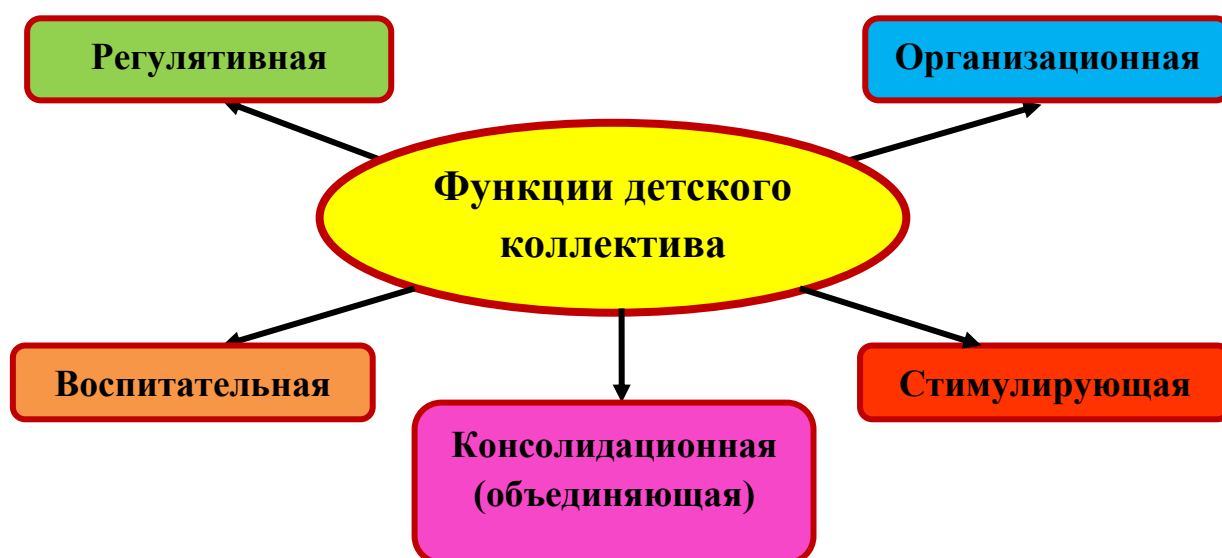 Регулятивная
Организационная
Функции детского
коллектива
Воспитательная
Стимулирующая
Консолидационная
(объединяющая)